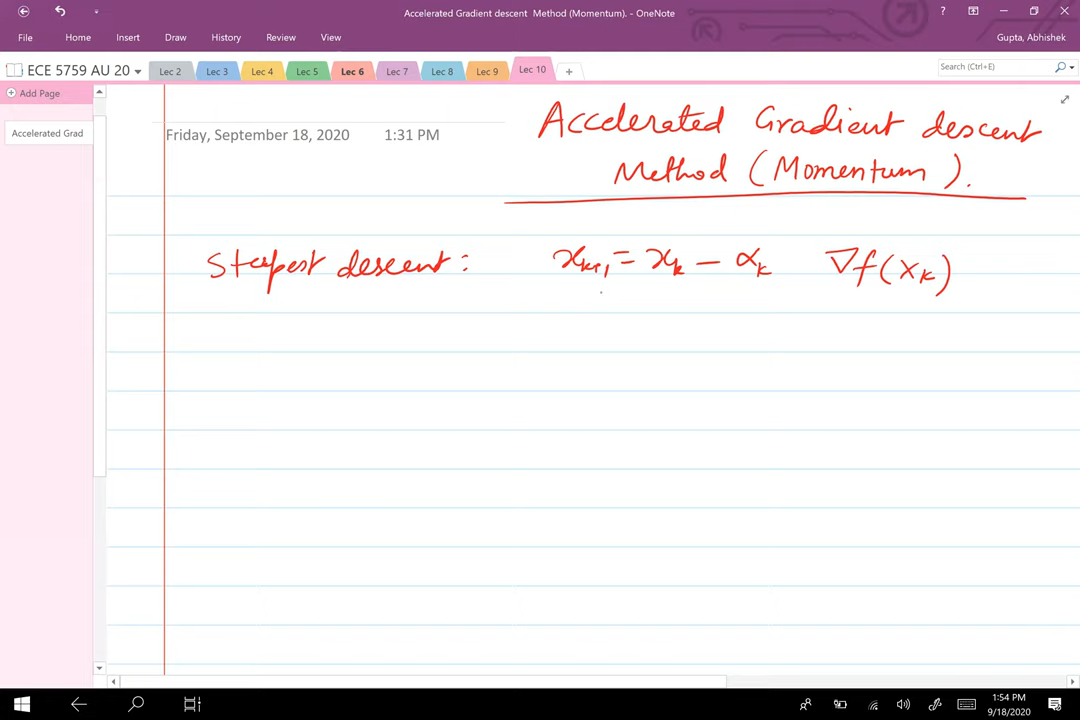 Accelerated Gradient descent Method (Momentum). - OneNote
Gupta, Abhishek
File Home Insert Draw History Review View
ECE 5759 AU 20 Lec 2 Lec 3 Lec 4 Lec 5 Lec 6 Lec 7 Lec 8 Lec 9 Lec 10
Search (Ctrl+E)
Add Page
Accelerated Grad
Friday, September 18, 2020 1:31 PM
Accelerated Gradient descent
Method (Momentum).
Steepest descent: x_{k+1} = x_k - α_k ∇f(x_k)
1:54 PM
9/18/2020